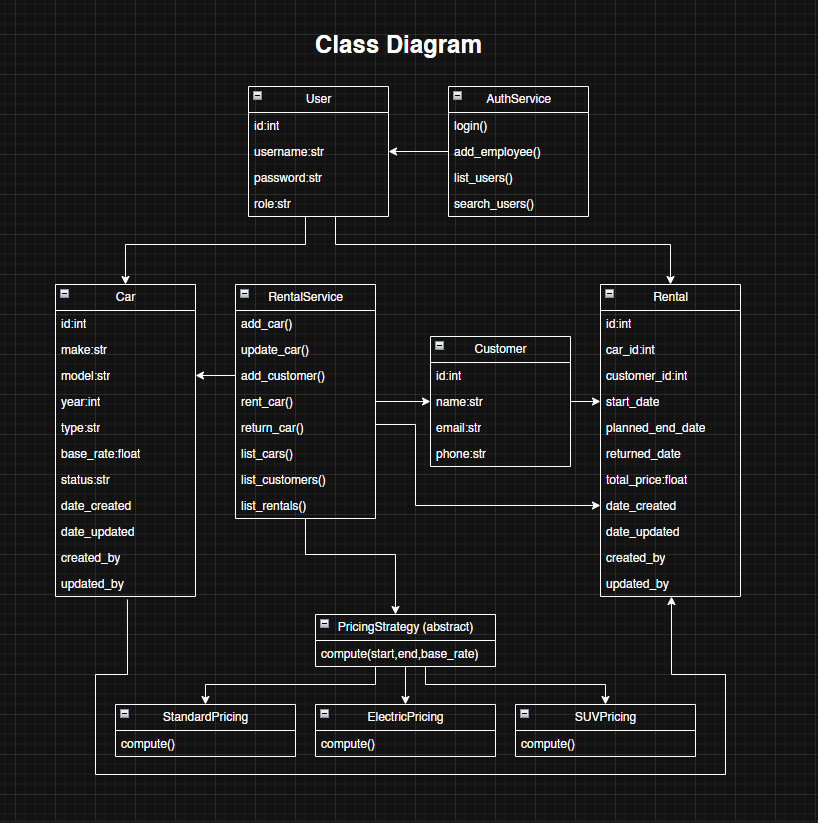 Class Diagram
User
id:int
username:str
password:str
role:str
AuthService
login()
add_employee()
list_users()
search_users()
Car
id:int
make:str
model:str
year:int
type:str
base_rate:float
status:str
date_created
date_updated
created_by
updated_by
RentalService
add_car()
update_car()
add_customer()
rent_car()
return_car()
list_cars()
list_customers()
list_rentals()
Customer
id:int
name:str
email:str
phone:str
Rental
id:int
car_id:int
customer_id:int
start_date
planned_end_date
returned_date
total_price:float
date_created
date_updated
created_by
updated_by
PricingStrategy (abstract)
compute(start,end,base_rate)
StandardPricing
compute()
ElectricPricing
compute()
SUVPricing
compute()